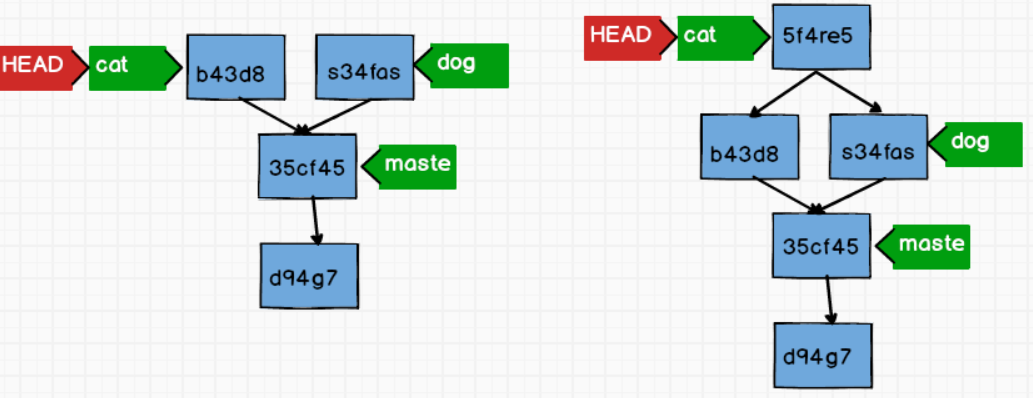 HEAD
cat
b43d8
s34fas
dog
35cf45
maste
d94g7
HEAD
cat
5f4re5
b43d8
s34fas
dog
35cf45
maste
d94g7